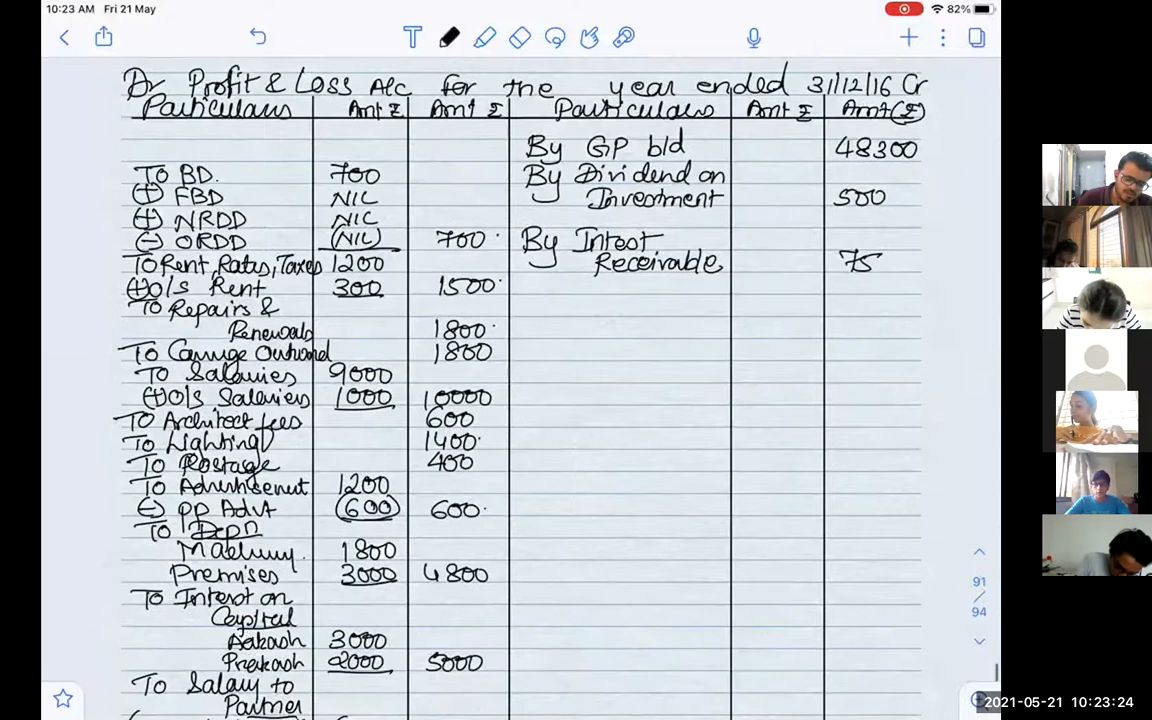 10:23 AM Fri 21 May
82%
Dr Profit & Loss A/c for the year ended 31/12/16 Cr
Particulars Amt ₹ Amt ₹ Particulars Amt ₹ Amt (₹)
By GP b/d 48300
To BD. 700 By Dividend on
(+) FBD NIL Investment 500
(+) NRDD NIL
(-) ORDD (NIL) 700 By Intest
To Rent, Rates, Taxes 1200 Receivable 75
(+) o/s Rent 300 1500
To Repairs &
Renewals 1800
To Carriage Outward 1800
To Salaries 9000
(+) O/s Salaries 1000 10000
To Architect fees 600
To Lighting 1400
To Postage 400
To Advertisemut 1200
(-) pp Advt (600) 600
To Depn
Machinery. 1800
Premises 3000 4800
To Interest on
Capital
Aakash 3000
Prakash 2000 5000
To Salary to
Partner
91
/
94
2021-05-21 10:23:24